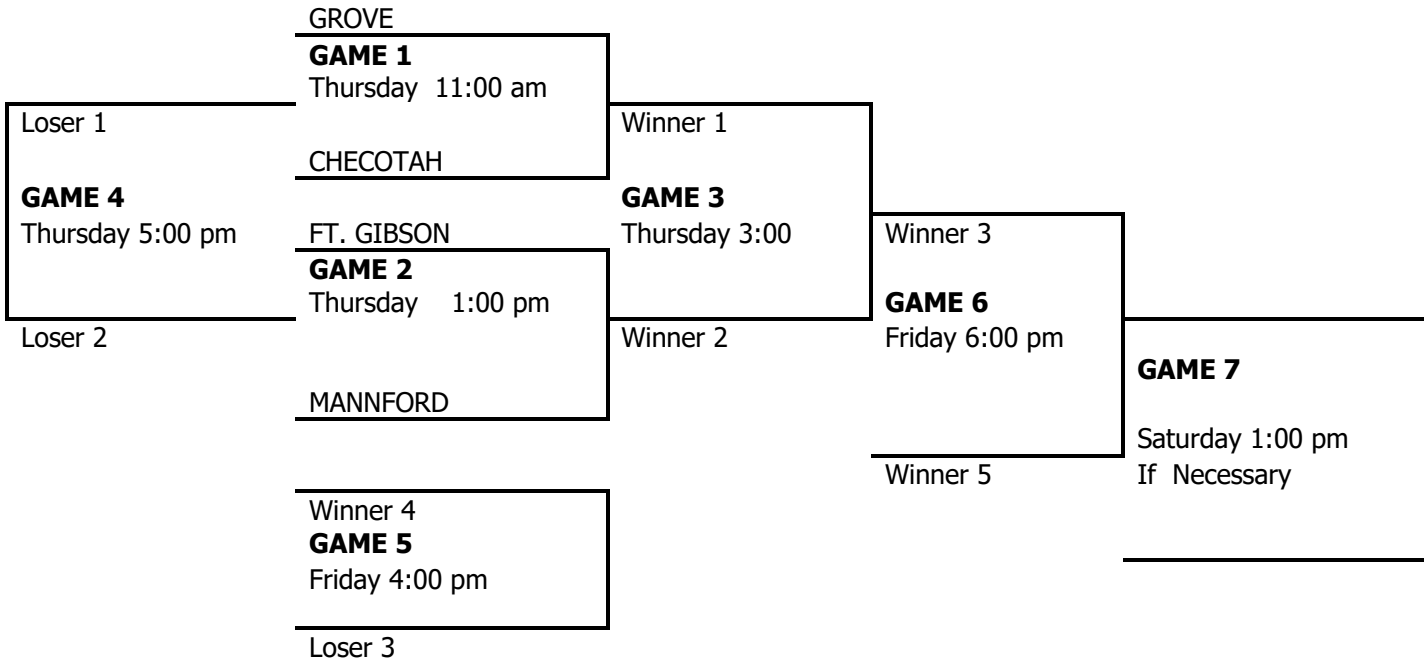 GROVE
GAME 1
Thursday 11:00 am
Loser 1
Winner 1
CHECOTAH
GAME 4
GAME 3
Thursday 5:00 pm
FT. GIBSON
Thursday 3:00
Winner 3
GAME 2
Thursday 1:00 pm
GAME 6
Loser 2
Winner 2
Friday 6:00 pm
GAME 7
MANNFORD
Saturday 1:00 pm
Winner 5
If Necessary
Winner 4
GAME 5
Friday 4:00 pm
Loser 3